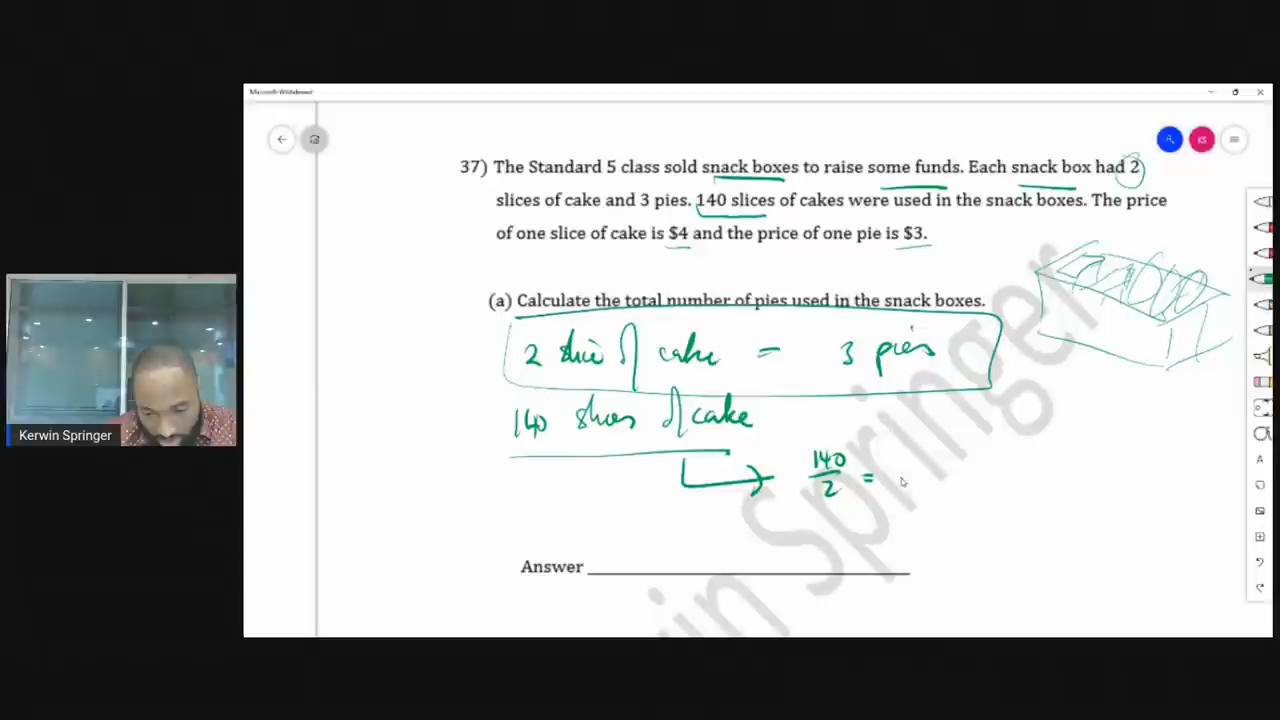 Microsoft Whiteboard
37) The Standard 5 class sold snack boxes to raise some funds. Each snack box had 2
slices of cake and 3 pies. 140 slices of cakes were used in the snack boxes. The price
of one slice of cake is $4 and the price of one pie is $3.
(a) Calculate the total number of pies used in the snack boxes.
2 slice of cake = 3 pies
140 slices of cake
140
2 =
Answer
Kerwin Springer
KS
A
in Springer